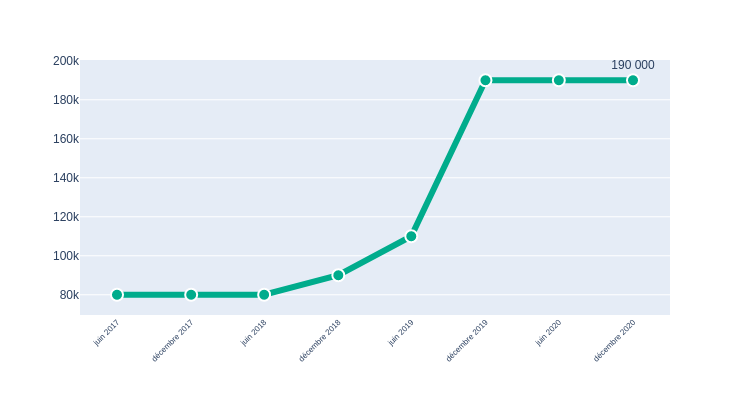 200k
190 000
180k
160k
140k
120k
100k
80k
juin 2017
décembre 2017
juin 2018
décembre 2018
juin 2019
décembre 2019
juin 2020
décembre 2020